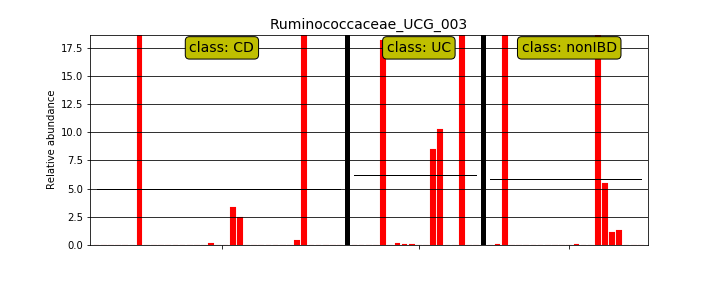 Ruminococcaceae_UCG_003
class: CD
class: UC
class: nonIBD
17.5
15.0
12.5
10.0
7.5
5.0
2.5
0.0
Relative abundance